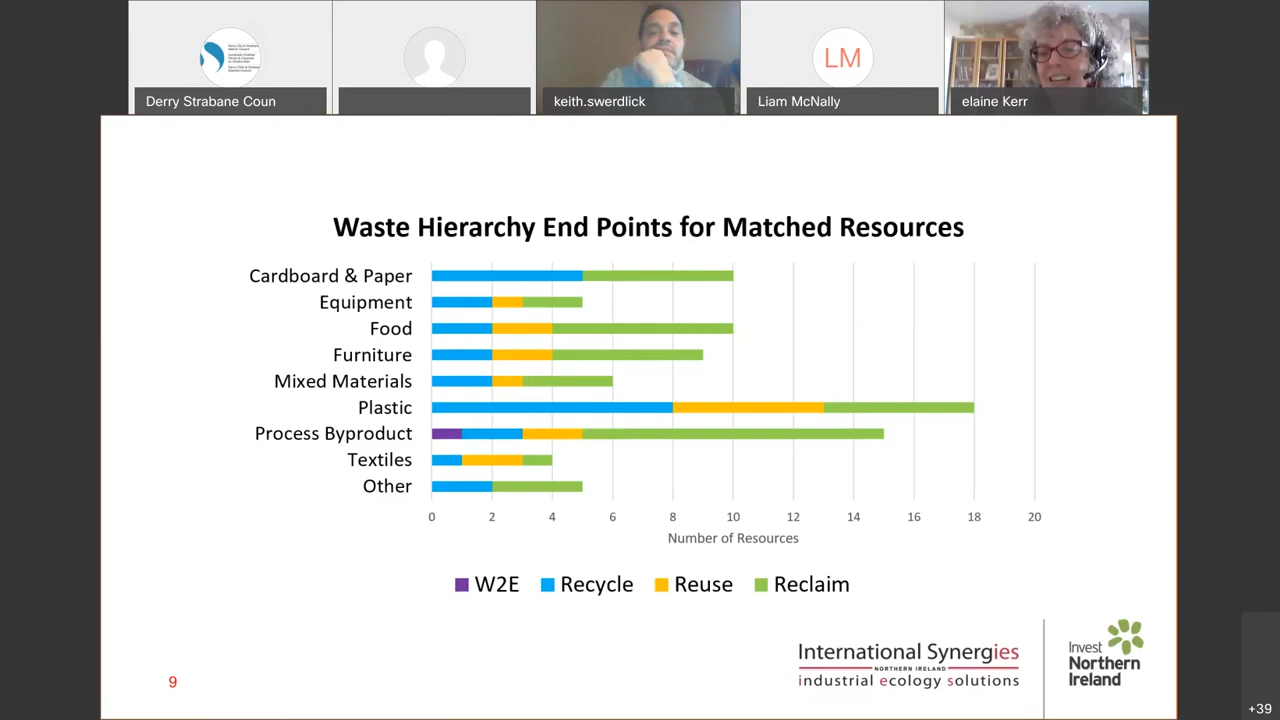 Derry Strabane Coun
keith.swerdlick
LM
Liam McNally
elaine Kerr
Waste Hierarchy End Points for Matched Resources
Cardboard & Paper
Equipment
Food
Furniture
Mixed Materials
Plastic
Process Byproduct
Textiles
Other
0 2 4 6 8 10 12 14 16 18 20
Number of Resources
W2E Recycle Reuse Reclaim
International Synergies
NORTHERN IRELAND
industrial ecology solutions
Invest
Northern
Ireland
9
+39